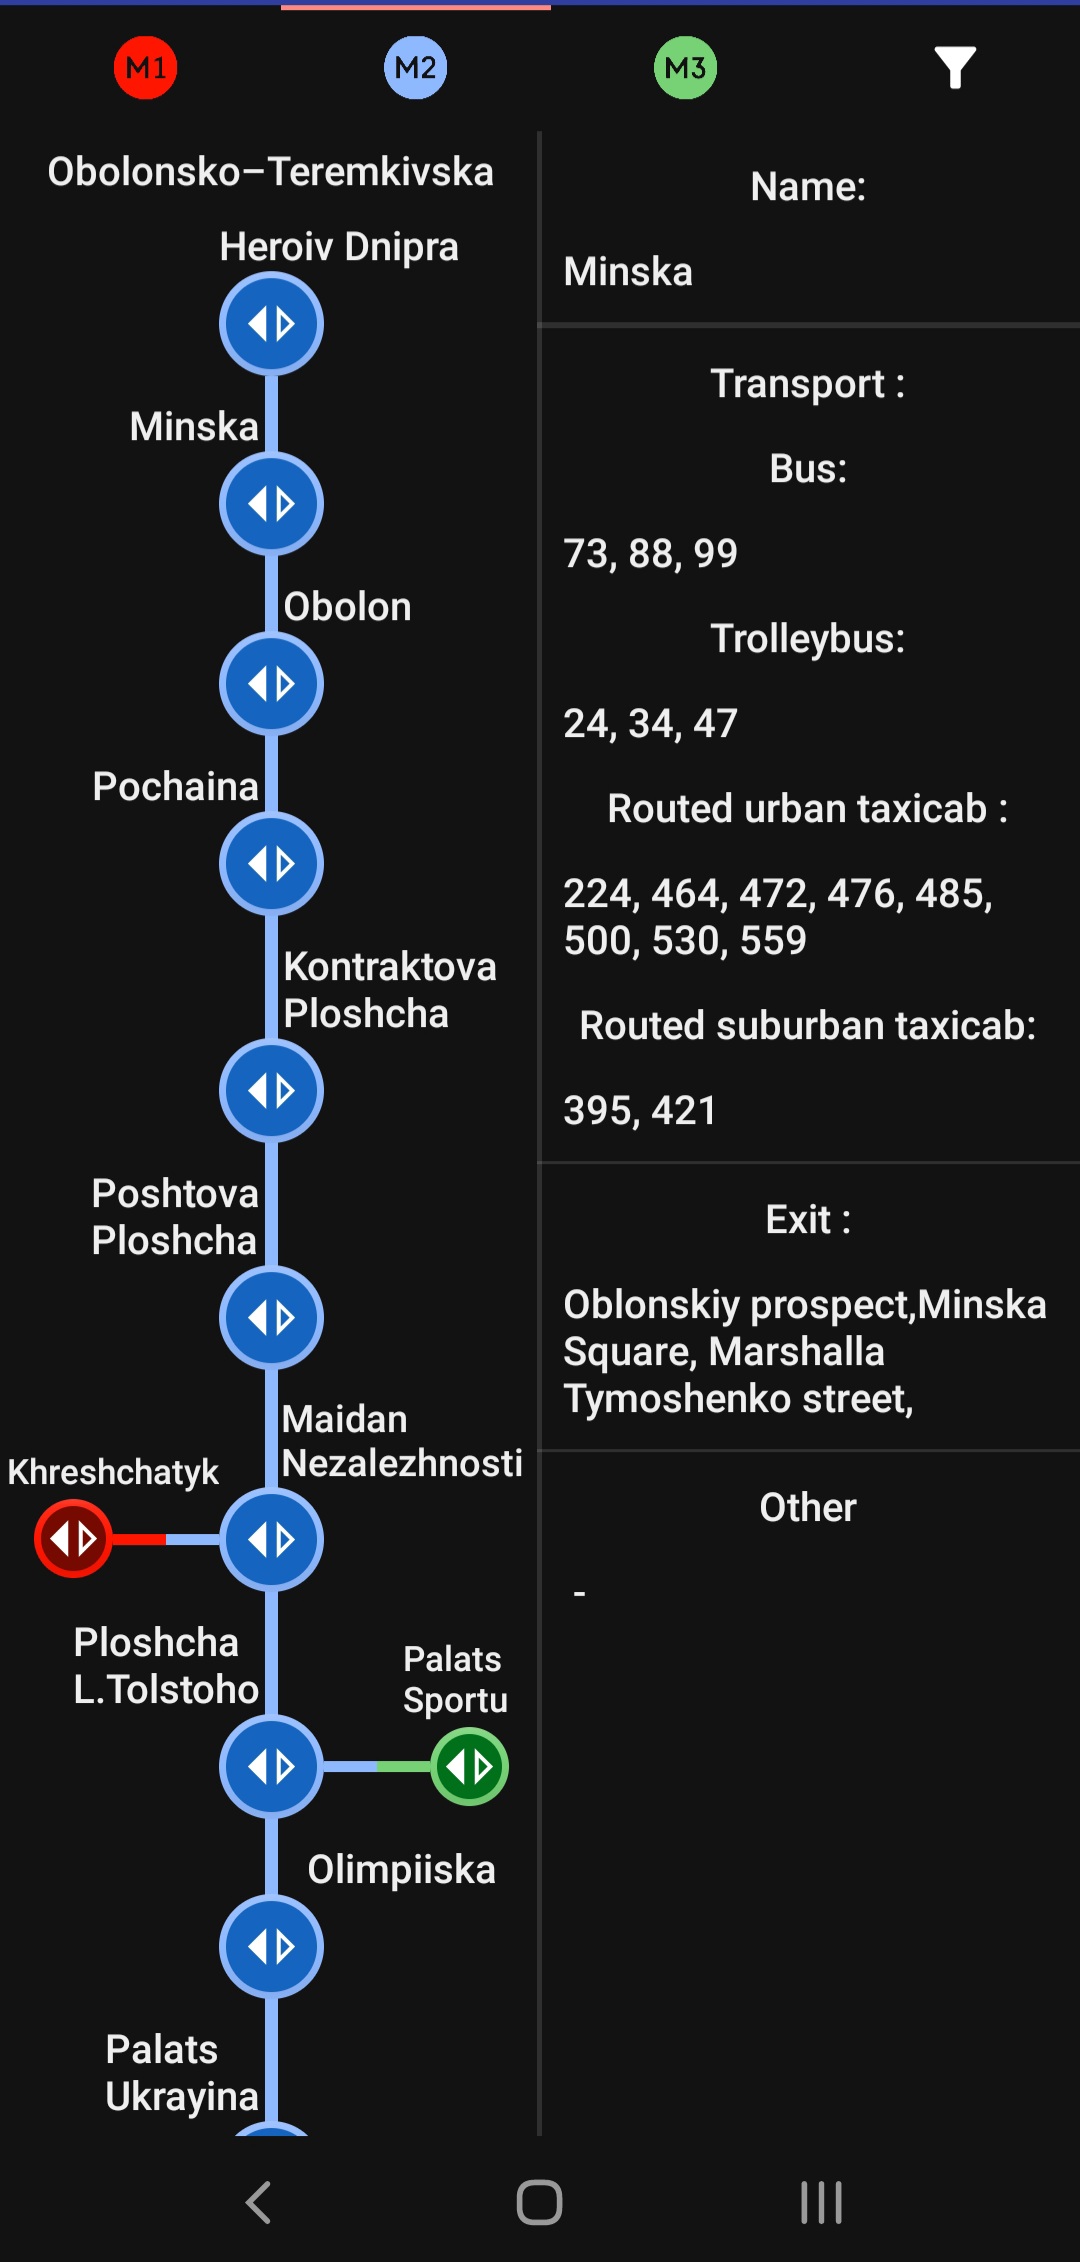 M1
M2
M3
Obolonsko–Teremkivska
Heroiv Dnipra
Minska
Obolon
Pochaina
Kontraktova
Ploshcha
Poshtova
Ploshcha
Maidan
Nezalezhnosti
Khreshchatyk
Ploshcha
L.Tolstoho
Palats
Sportu
Olimpiiska
Palats
Ukrayina
Name:
Minska
Transport :
Bus:
73, 88, 99
Trolleybus:
24, 34, 47
Routed urban taxicab :
224, 464, 472, 476, 485,
500, 530, 559
Routed suburban taxicab:
395, 421
Exit :
Oblonskiy prospect,Minska
Square, Marshalla
Tymoshenko street,
Other
-